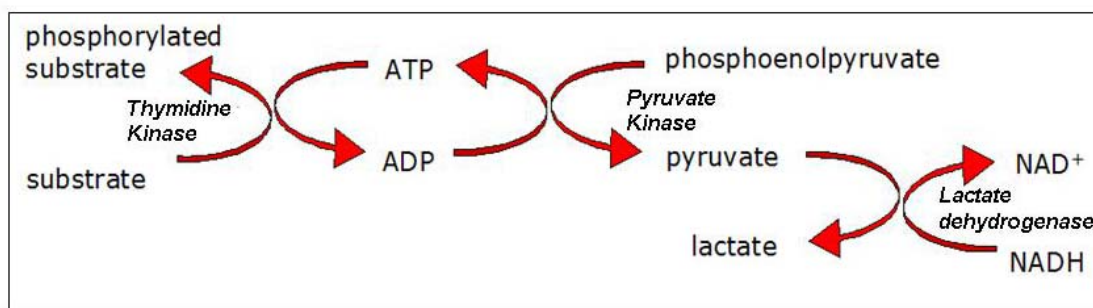 phosphorylated
substrate
ATP
phosphoenolpyruvate
Thymidine
Kinase
Pyruvate
Kinase
substrate
ADP
pyruvate
NAD⁺
Lactate
dehydrogenase
lactate
NADH